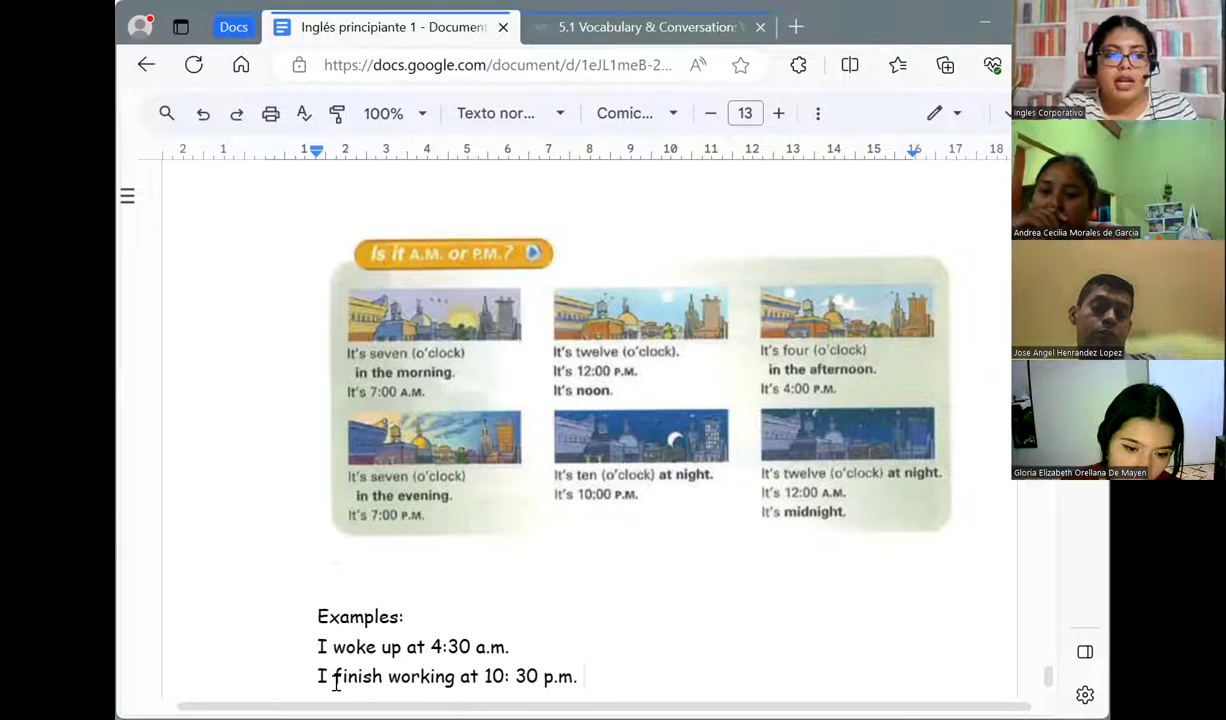 Docs
Inglés principiante 1 - Document
5.1 Vocabulary & Conversation:
https://docs.google.com/document/d/1eJL1meB-2...
100%
Texto nor...
Comic...
13
2 1 1 2 3 4 5 6 7 8 9 10 11 12 13 14 15 16 17 18
Is it A.M. or P.M.?
It's seven (o'clock)
in the morning.
It's 7:00 A.M.
It's twelve (o'clock).
It's 12:00 P.M.
It's noon.
It's four (o'clock)
in the afternoon.
It's 4:00 P.M.
It's seven (o'clock)
in the evening.
It's 7:00 P.M.
It's ten (o'clock) at night.
It's 10:00 P.M.
It's twelve (o'clock) at night.
It's 12:00 A.M.
It's midnight.
Examples:
I woke up at 4:30 a.m.
I finish working at 10: 30 p.m.
Ingles Corporativo
Andrea Cecilia Morales de Garcia
Jose Angel Henrandez Lopez
Gloria Elizabeth Orellana De Mayen